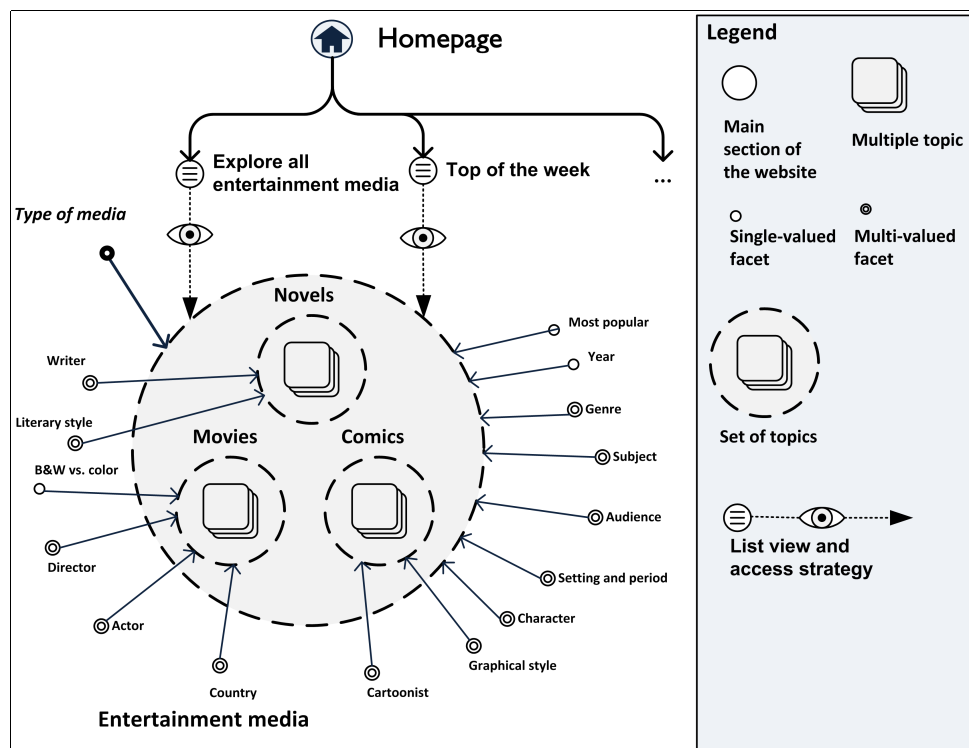 Homepage
Explore all
entertainment media
Top of the week
...
Type of media
Novels
Most popular
Writer
Year
Literary style
Genre
Movies
Comics
B&W vs. color
Subject
Audience
Director
Setting and period
Actor
Character
Graphical style
Country
Cartoonist
Entertainment media
Legend
Main
section of
the website
Multiple topic
Single-valued
facet
Multi-valued
facet
Set of topics
List view and
access strategy